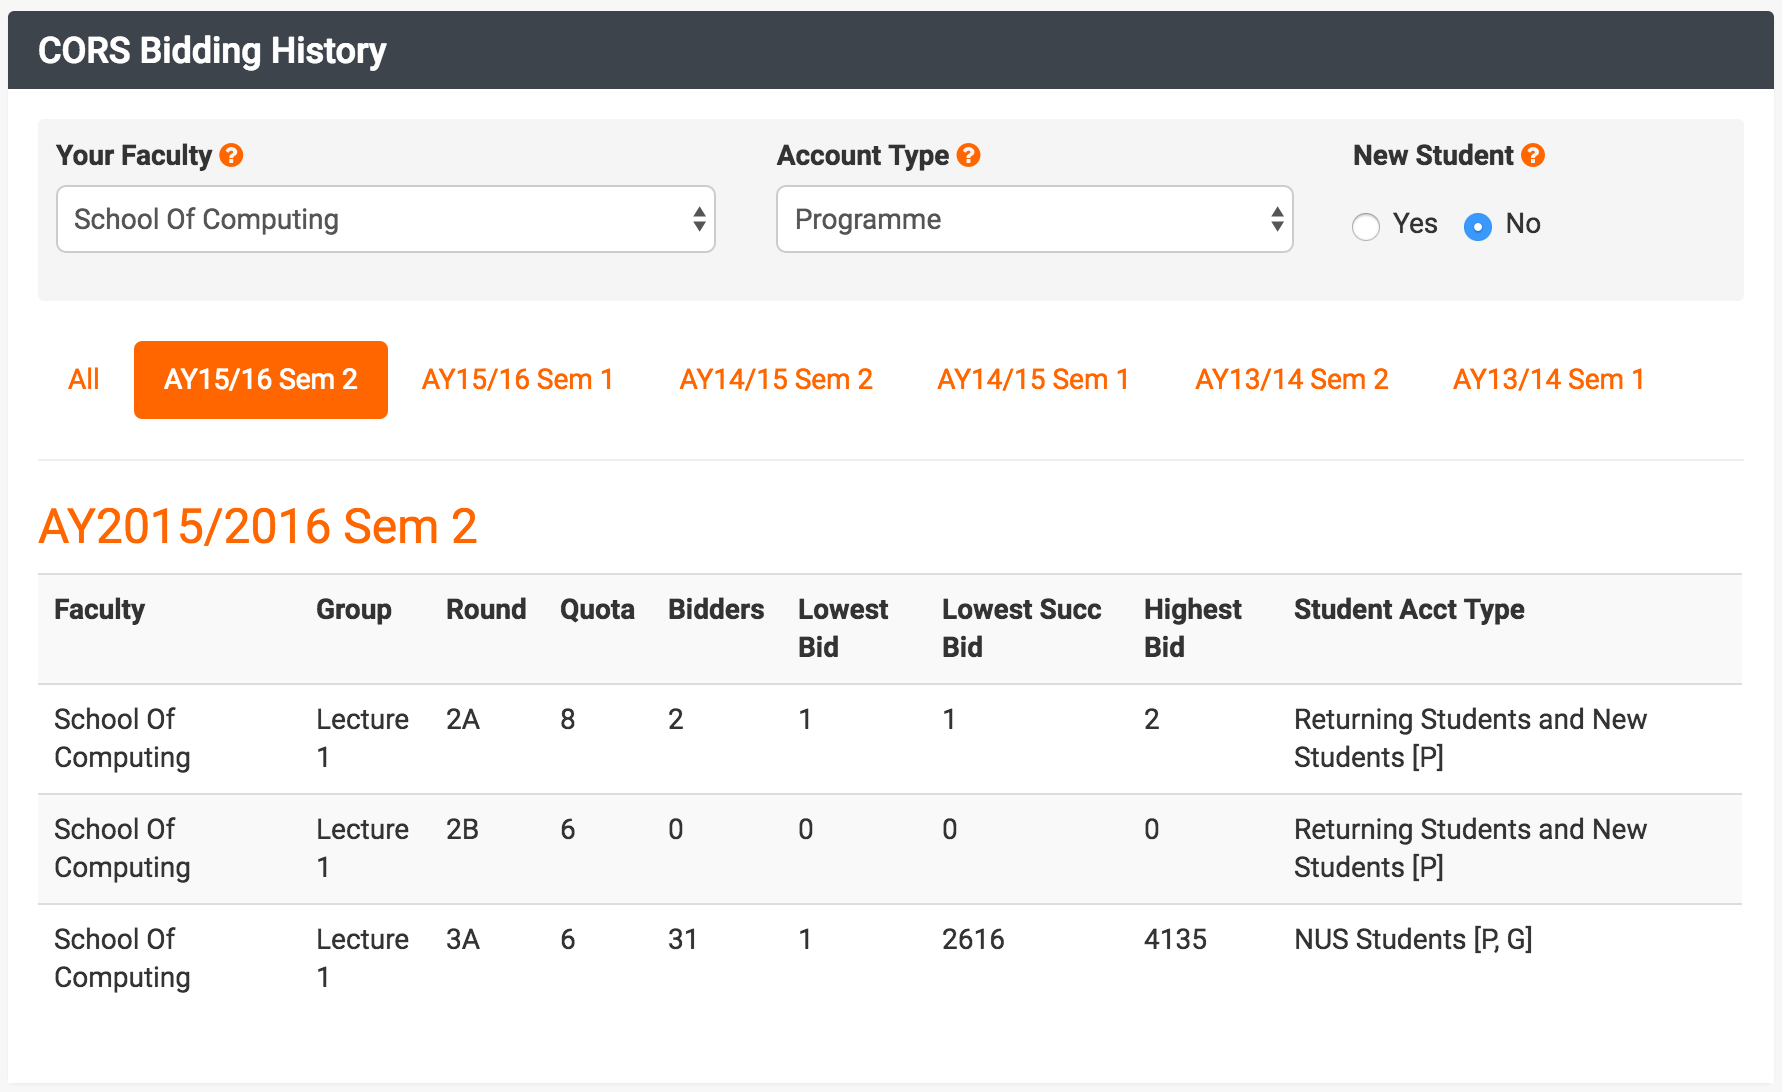 CORS Bidding History
Your Faculty ?
Account Type ?
New Student ?
School Of Computing
Programme
Yes No
All AY15/16 Sem 2 AY15/16 Sem 1 AY14/15 Sem 2 AY14/15 Sem 1 AY13/14 Sem 2 AY13/14 Sem 1
AY2015/2016 Sem 2
Faculty Group Round Quota Bidders Lowest Lowest Succ Highest Student Acct Type
Bid Bid Bid
School Of Lecture 2A 8 2 1 1 2 Returning Students and New
Computing 1 Students [P]
School Of Lecture 2B 6 0 0 0 0 Returning Students and New
Computing 1 Students [P]
School Of Lecture 3A 6 31 1 2616 4135 NUS Students [P, G]
Computing 1